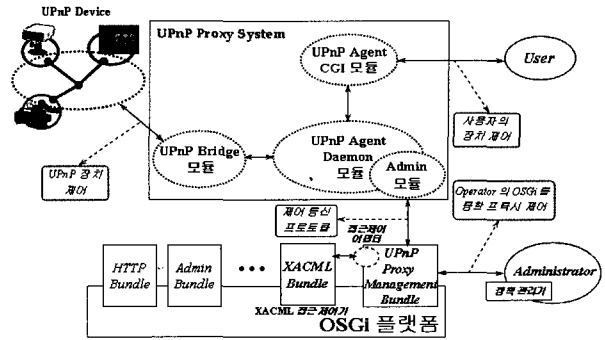 UPnP Device
UPnP Proxy System
UPnP Agent
CGI 모듈
User
사용자의
장치 제어
UPnP Bridge
모듈
UPnP Agent
Daemon
모듈
Admin
모듈
UPnP 장치
제어
Operator 의 OSGi 를
통한 프락시 제어
제어 통신
프로토콜
접근제어
어댑터
HTTP
Bundle
Admin
Bundle
XACML
Bundle
UPnP
Proxy
Management
Bundle
Administrator
정책 관리기
XACML 접근제어기
OSGi 플랫폼